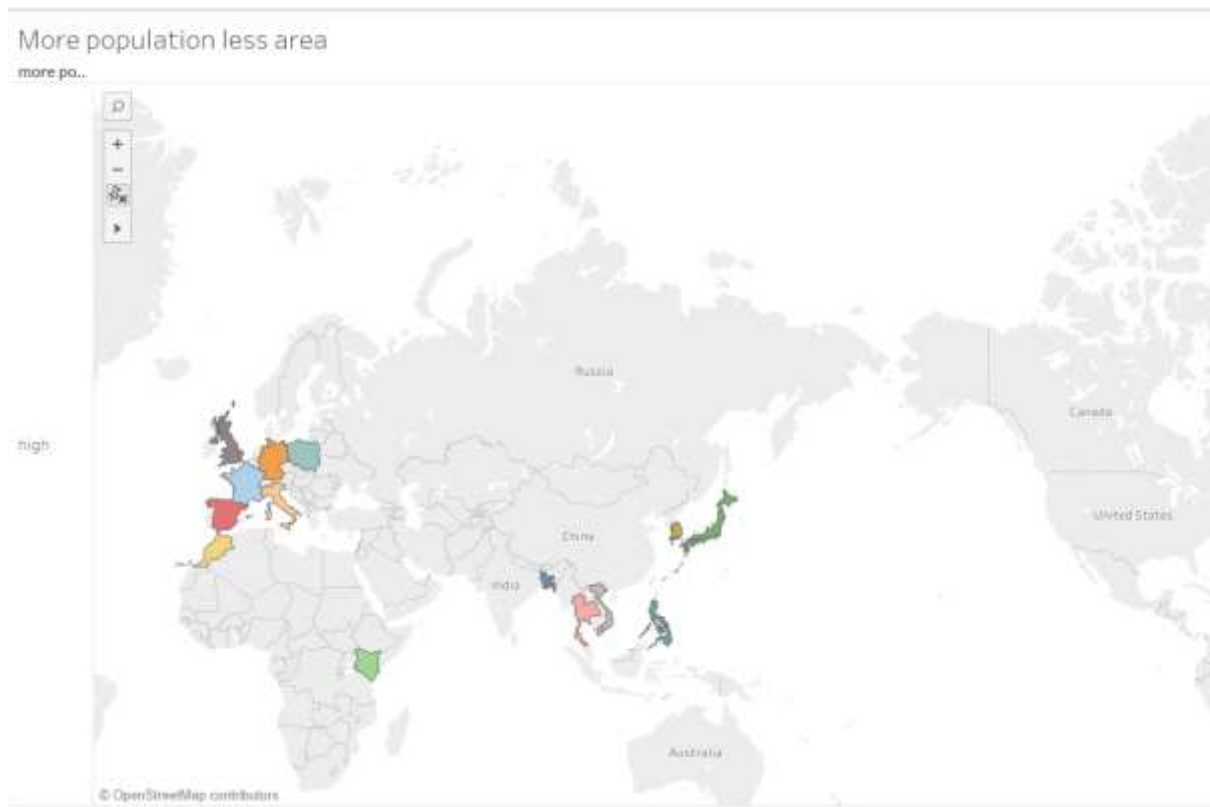 More population less area
more po..
high
Russia
Canada
United States
China
India
Australia
© OpenStreetMap contributors